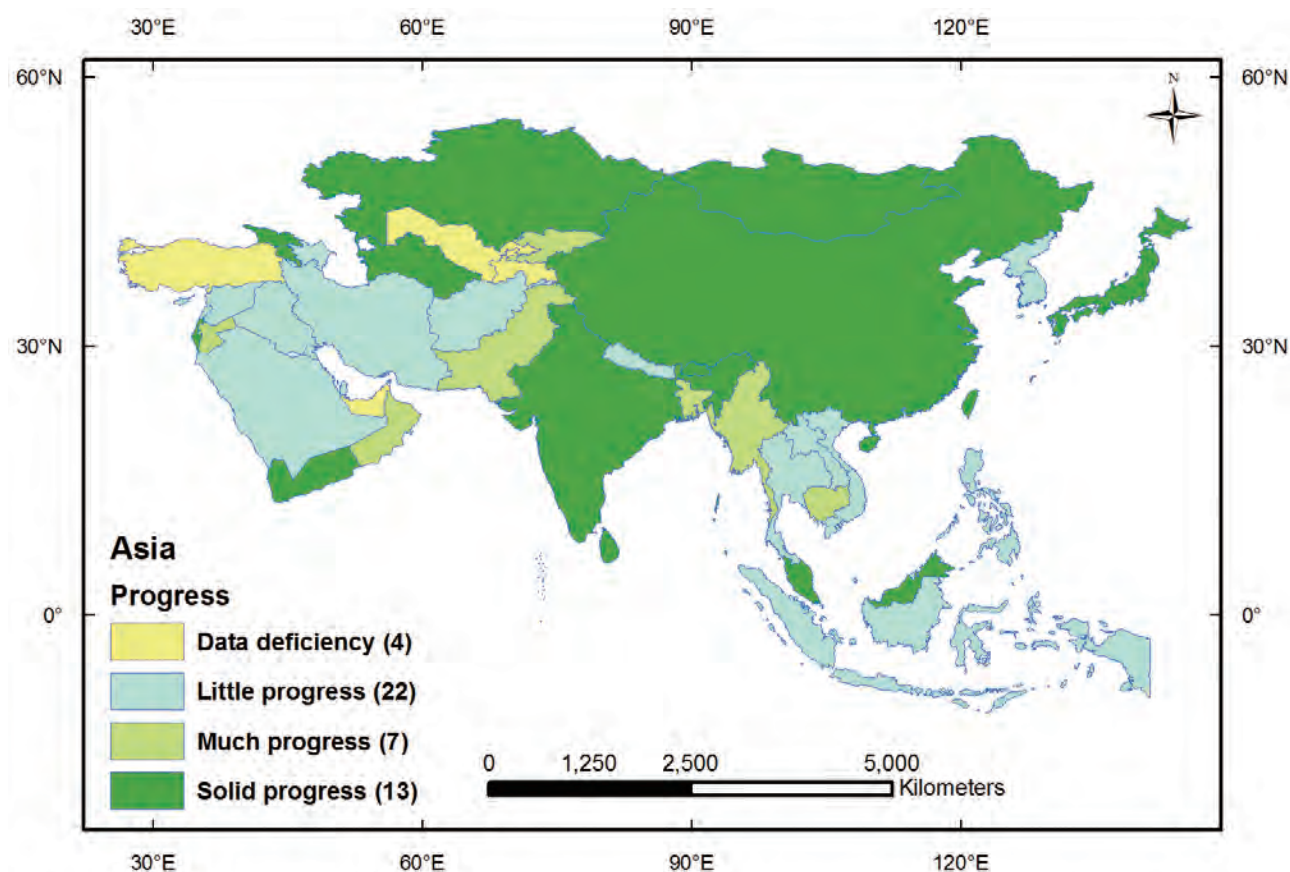 30°E 60°E 90°E 120°E
60°N 60°N
N
30°N 30°N
Asia
Progress
0° 0°
Data deficiency (4)
Little progress (22)
Much progress (7)
Solid progress (13)
0 1,250 2,500 5,000
Kilometers
30°E 60°E 90°E 120°E